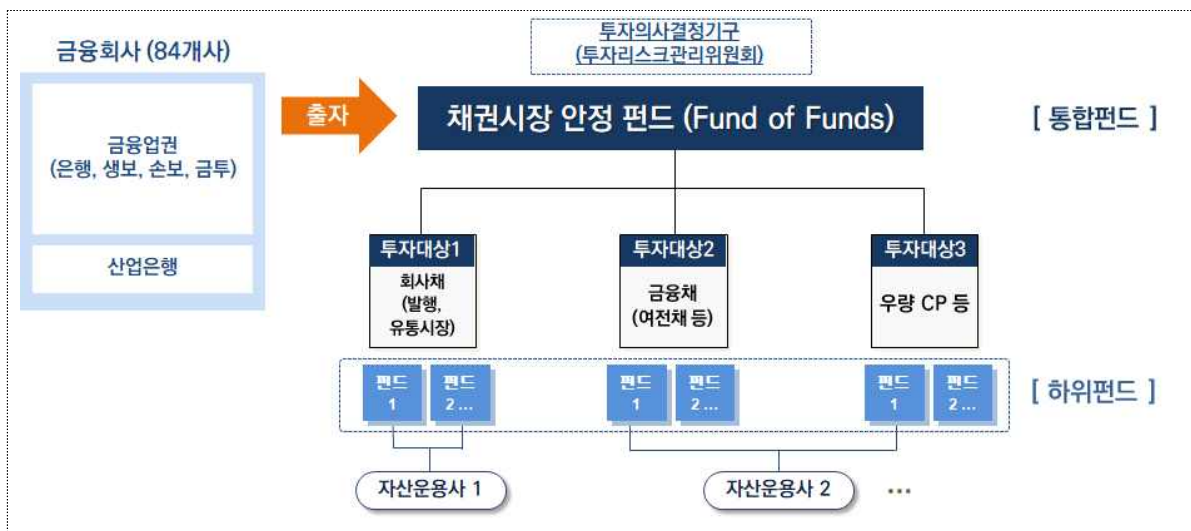 금융회사 (84개사)
금융업권
(은행, 생보, 손보, 금투)
산업은행
출자
투자의사결정기구
(투자리스크관리위원회)
채권시장 안정 펀드 (Fund of Funds)
[ 통합펀드 ]
투자대상1
회사채
(발행,
유통시장)
투자대상2
금융채
(여전채 등)
투자대상3
우량 CP 등
펀드
1
펀드
2 ...
펀드
1
펀드
2 ...
펀드
1
펀드
2 ...
[ 하위펀드 ]
자산운용사 1
자산운용사 2
...